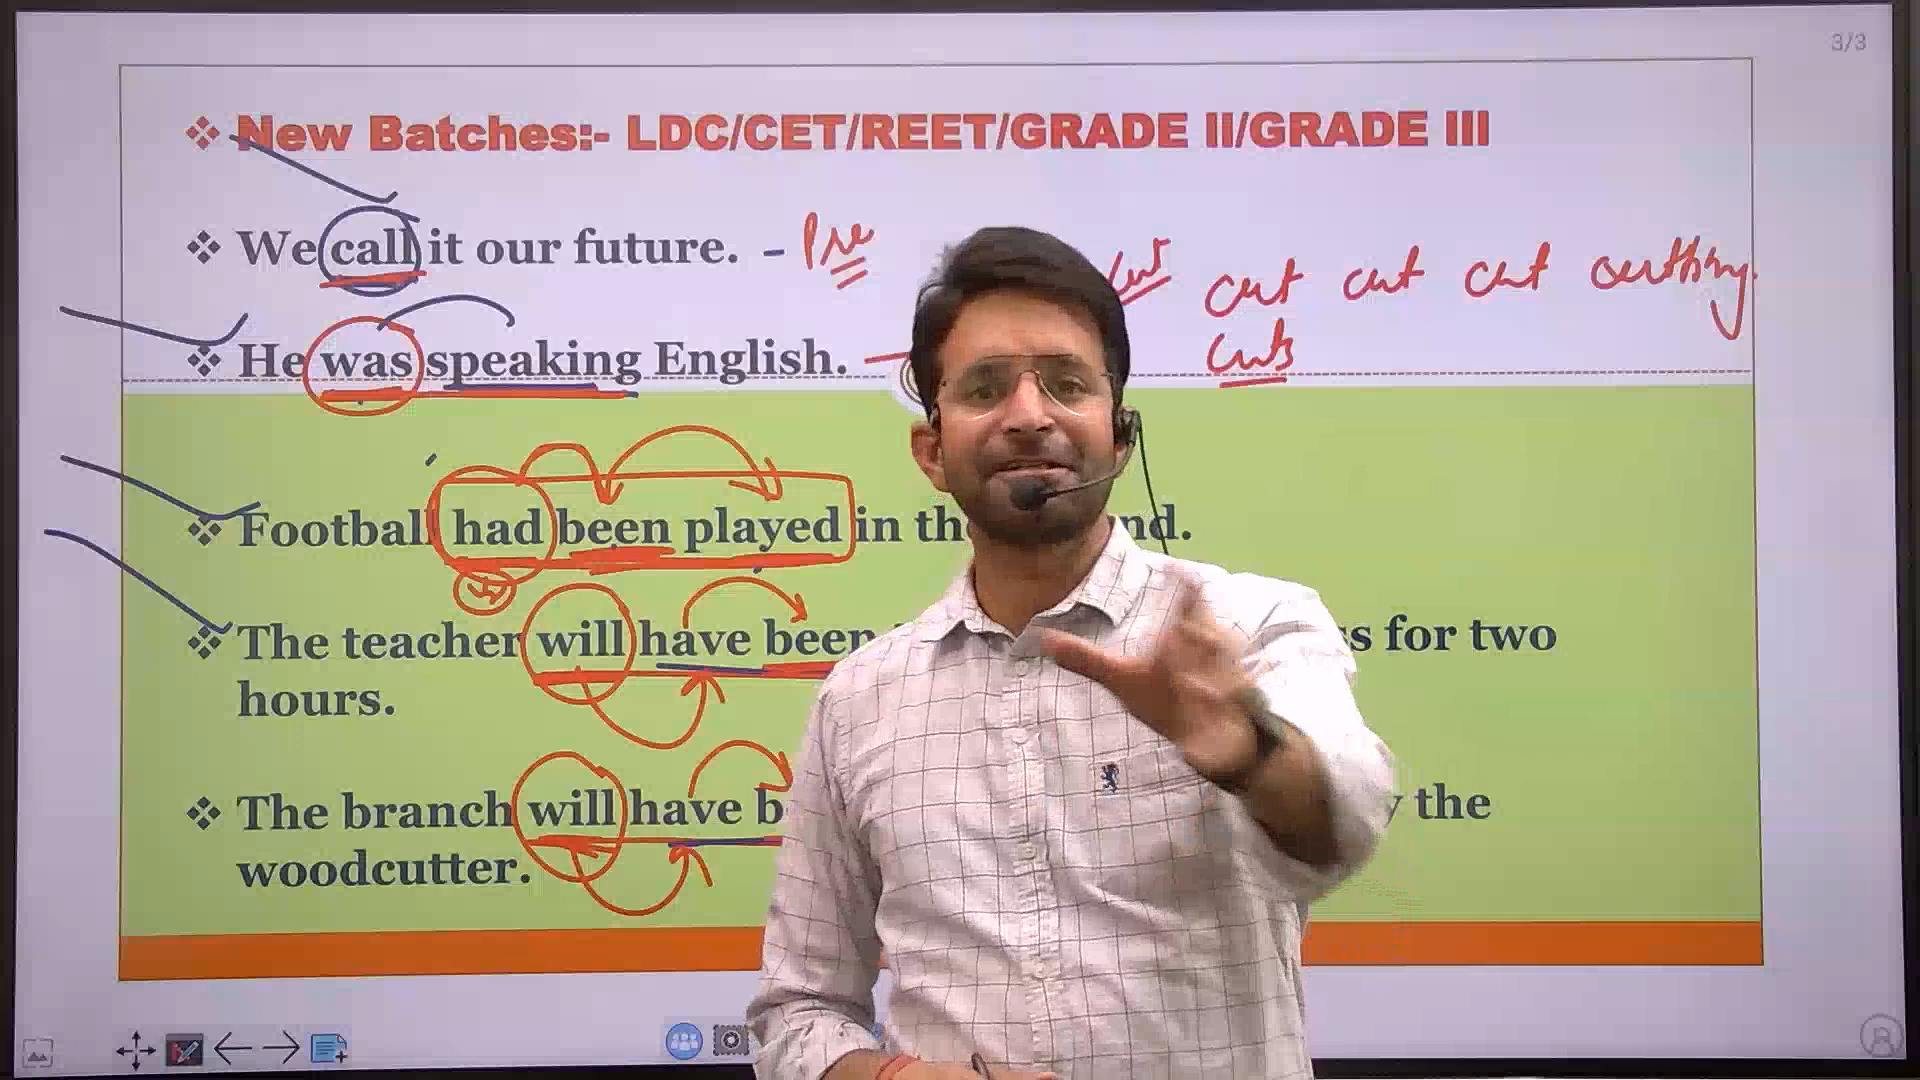 3/3
❖ New Batches:- LDC/CET/REET/GRADE II/GRADE III
❖ We call it our future. - Pre
cut cut cut cutting
❖ He was speaking English. -
cuts
❖ Football had been played in th nd.
❖ The teacher will have been s for two
hours.
❖ The branch will have b the
woodcutter.